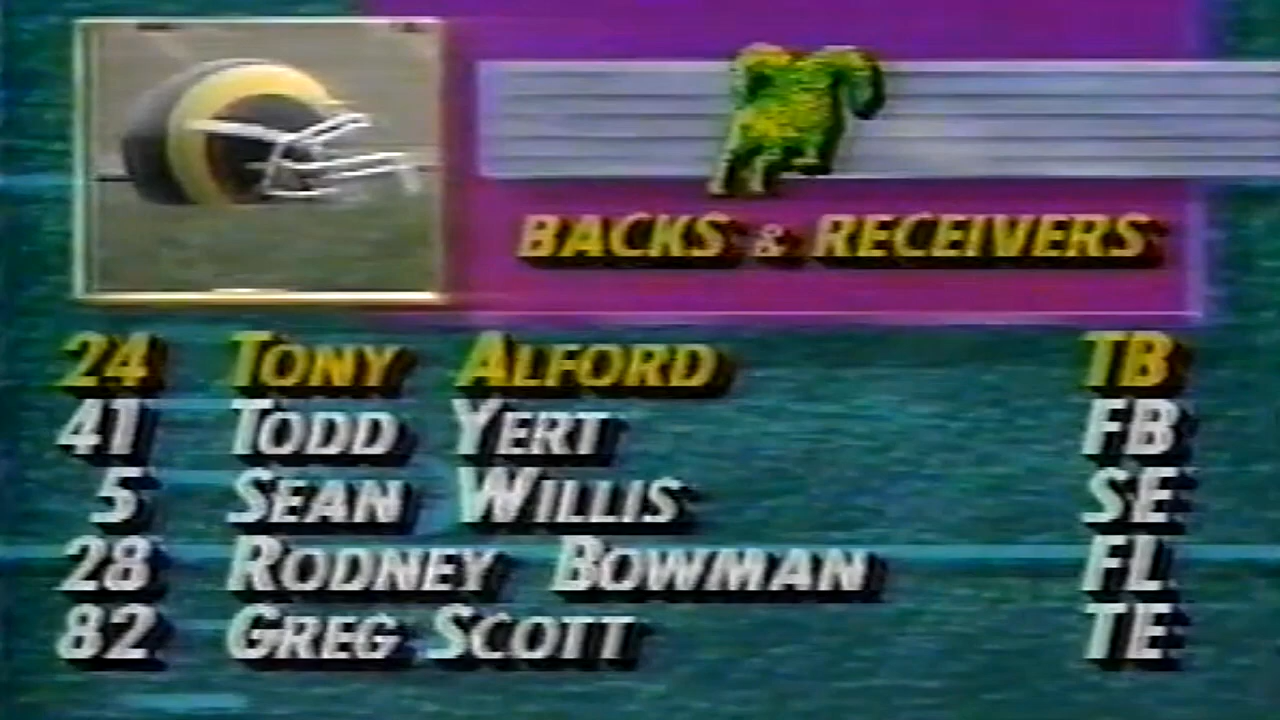 BACKS & RECEIVERS
24 TONY ALFORD TB
41 TODD YERT FB
5 SEAN WILLIS SE
28 RODNEY BOWMAN FL
82 GREG SCOTT TE